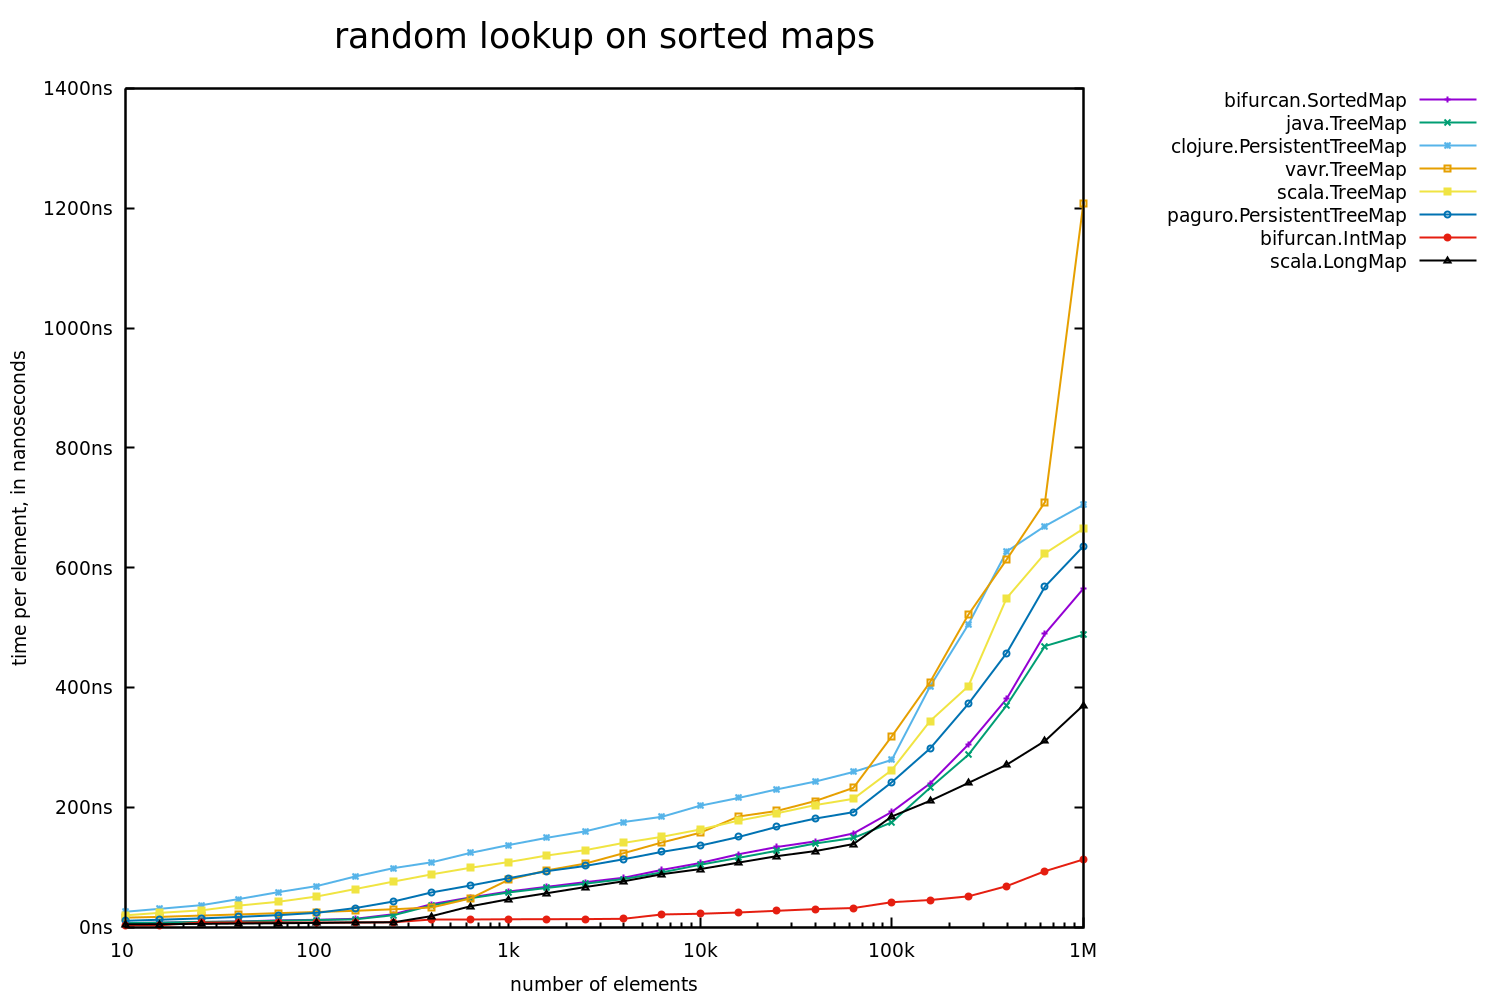 random lookup on sorted maps
1400ns
1200ns
1000ns
800ns
600ns
400ns
200ns
0ns
time per element, in nanoseconds
10 100 1k 10k 100k 1M
number of elements
bifurcan.SortedMap
java.TreeMap
clojure.PersistentTreeMap
vavr.TreeMap
scala.TreeMap
paguro.PersistentTreeMap
bifurcan.IntMap
scala.LongMap